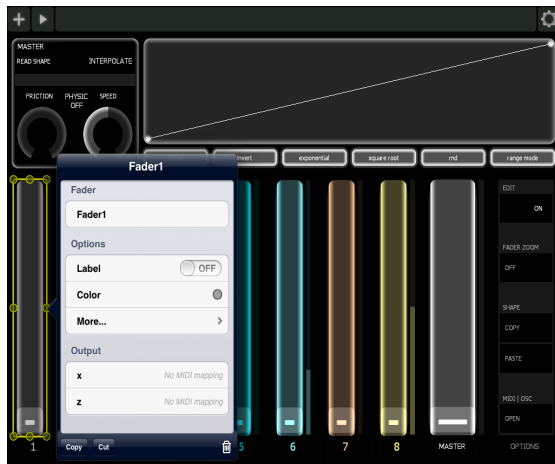 MASTER
READ SHAPE INTERPOLATE
FRICTION PHYSIC OFF SPEED
invert exponential square root rnd range mode
Fader1
Fader
Fader1
Options
Label OFF
Color
More...
Output
x No MIDI mapping
z No MIDI mapping
Copy Cut
EDIT
ON
FADER ZOOM
OFF
SHAPE
COPY
PASTE
MIDI | OSC
OPEN
1 5 6 7 8 MASTER OPTIONS